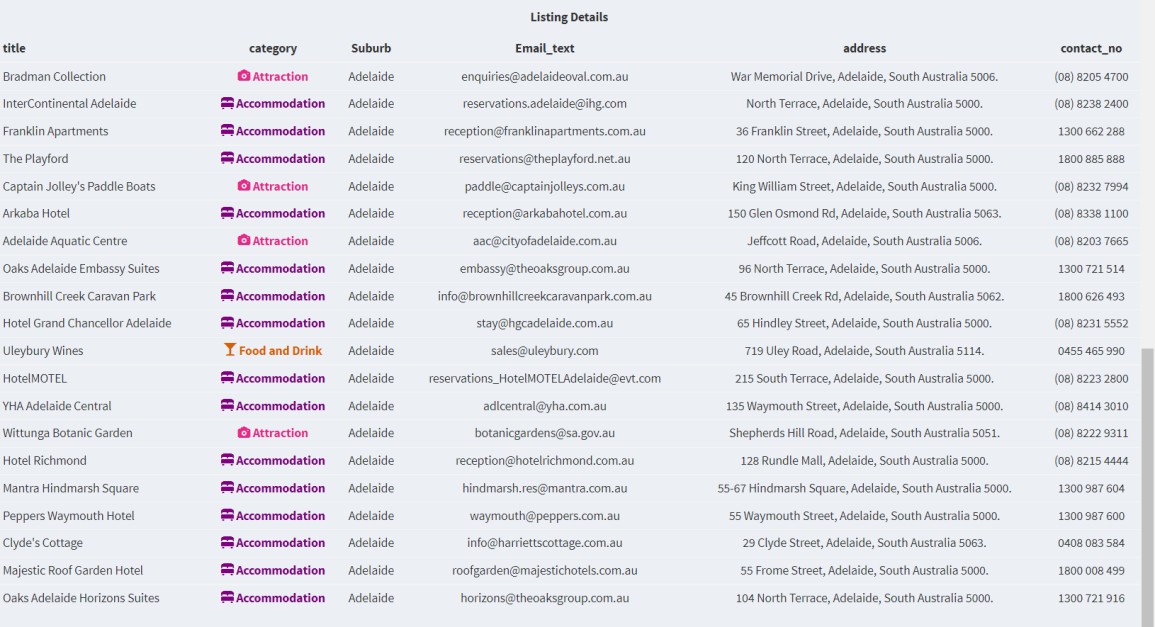 Listing Details
title category Suburb Email_text address contact_no
Bradman Collection Attraction Adelaide enquiries@adelaideoval.com.au War Memorial Drive, Adelaide, South Australia 5006. (08) 8205 4700
InterContinental Adelaide Accommodation Adelaide reservations.adelaide@ihg.com North Terrace, Adelaide, South Australia 5000. (08) 8238 2400
Franklin Apartments Accommodation Adelaide reception@franklinapartments.com.au 36 Franklin Street, Adelaide, South Australia 5000. 1300 662 288
The Playford Accommodation Adelaide reservations@theplayford.net.au 120 North Terrace, Adelaide, South Australia 5000. 1800 885 888
Captain Jolley's Paddle Boats Attraction Adelaide paddle@captainjolleys.com.au King William Street, Adelaide, South Australia 5000. (08) 8232 7994
Arkaba Hotel Accommodation Adelaide reception@arkabahotel.com.au 150 Glen Osmond Rd, Adelaide, South Australia 5063. (08) 8338 1100
Adelaide Aquatic Centre Attraction Adelaide aac@cityofadelaide.com.au Jeffcott Road, Adelaide, South Australia 5006. (08) 8203 7665
Oaks Adelaide Embassy Suites Accommodation Adelaide embassy@theoaksgroup.com.au 96 North Terrace, Adelaide, South Australia 5000. 1300 721 514
Brownhill Creek Caravan Park Accommodation Adelaide info@brownhillcreekcaravanpark.com.au 45 Brownhill Creek Rd, Adelaide, South Australia 5062. 1800 626 493
Hotel Grand Chancellor Adelaide Accommodation Adelaide stay@hgcadelaide.com.au 65 Hindley Street, Adelaide, South Australia 5000. (08) 8231 5552
Uleybury Wines Food and Drink Adelaide sales@uleybury.com 719 Uley Road, Adelaide, South Australia 5114. 0455 465 990
HotelMOTEL Accommodation Adelaide reservations_HotelMOTELAdelaide@evt.com 215 South Terrace, Adelaide, South Australia 5000. (08) 8223 2800
YHA Adelaide Central Accommodation Adelaide adlcentral@yha.com.au 135 Waymouth Street, Adelaide, South Australia 5000. (08) 8414 3010
Wittunga Botanic Garden Attraction Adelaide botanicgardens@sa.gov.au Shepherds Hill Road, Adelaide, South Australia 5051. (08) 8222 9311
Hotel Richmond Accommodation Adelaide reception@hotelrichmond.com.au 128 Rundle Mall, Adelaide, South Australia 5000. (08) 8215 4444
Mantra Hindmarsh Square Accommodation Adelaide hindmarsh.res@mantra.com.au 55-67 Hindmarsh Square, Adelaide, South Australia 5000. 1300 987 604
Peppers Waymouth Hotel Accommodation Adelaide waymouth@peppers.com.au 55 Waymouth Street, Adelaide, South Australia 5000. 1300 987 600
Clyde's Cottage Accommodation Adelaide info@harriettscottage.com.au 29 Clyde Street, Adelaide, South Australia 5063. 0408 083 584
Majestic Roof Garden Hotel Accommodation Adelaide roofgarden@majestichotels.com.au 55 Frome Street, Adelaide, South Australia 5000. 1800 008 499
Oaks Adelaide Horizons Suites Accommodation Adelaide horizons@theoaksgroup.com.au 104 North Terrace, Adelaide, South Australia 5000. 1300 721 916